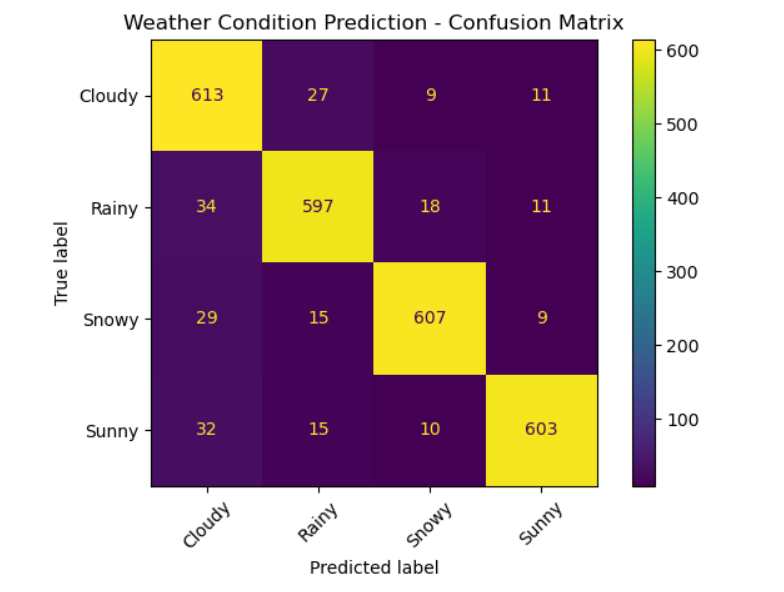 Weather Condition Prediction - Confusion Matrix
Cloudy 613 27 9 11
Rainy 34 597 18 11
Snowy 29 15 607 9
Sunny 32 15 10 603
Cloudy Rainy Snowy Sunny
Predicted label
True label
600
500
400
300
200
100